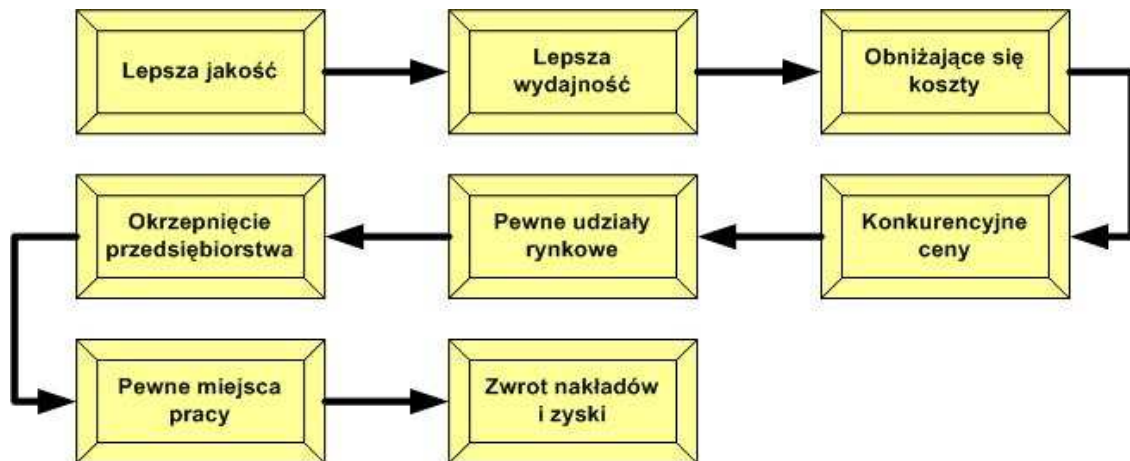 Lepsza jakość
Lepsza
wydajność
Obniżające się
koszty
Konkurencyjne
ceny
Pewne udziały
rynkowe
Okrzepnięcie
przedsiębiorstwa
Pewne miejsca
pracy
Zwrot nakładów
i zyski